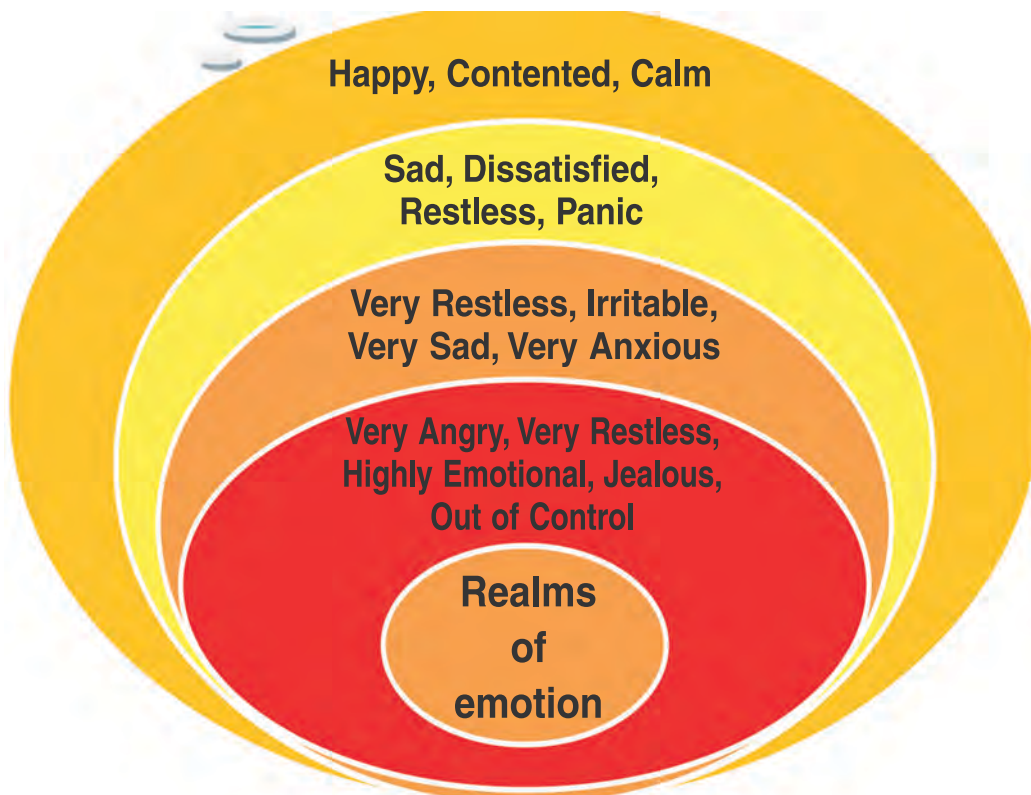 Happy, Contented, Calm
Sad, Dissatisfied,
Restless, Panic
Very Restless, Irritable,
Very Sad, Very Anxious
Very Angry, Very Restless,
Highly Emotional, Jealous,
Out of Control
Realms
of
emotion